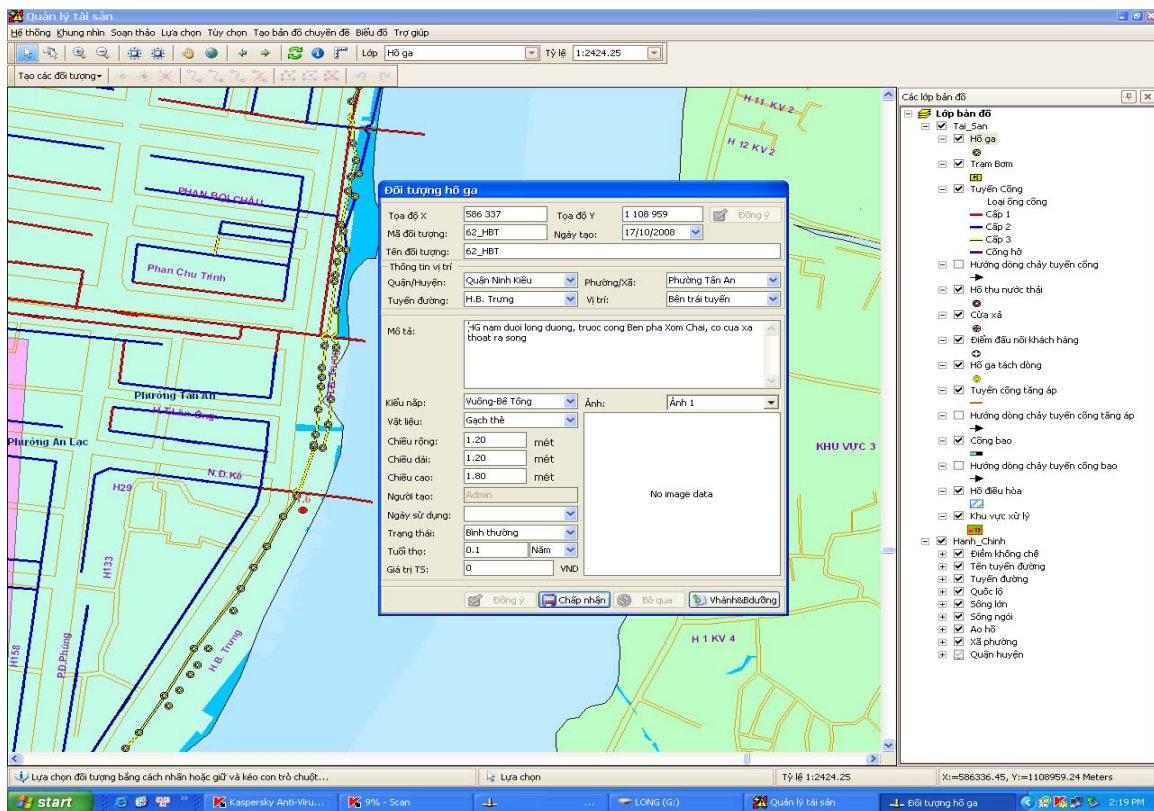 Quản lý tài sản
Hệ thống Khung nhìn Soạn thảo Lựa chọn Tùy chọn Tạo bản đồ chuyên đề Biểu đồ Trợ giúp
Lớp Hố ga Tỷ lệ 1:2424.25
Tạo các đối tượng
Các lớp bản đồ
Lớp bản đồ
Tai_San
Hố ga
Trạm Bơm
Tuyến Cống
Loại ống cống
Cấp 1
Cấp 2
Cấp 3
Cống hở
Hướng dòng chảy tuyến cống
Hố thu nước thải
Cửa xả
Điểm đấu nối khách hàng
Hố ga tách dòng
Tuyến cống tăng áp
Hướng dòng chảy tuyến cống tăng áp
Cống bao
Hướng dòng chảy tuyến cống bao
Hồ điều hòa
Khu vực xử lý
Hanh_Chinh
Điểm khống chế
Tên tuyến đường
Tuyến đường
Quốc lộ
Sông lớn
Sông ngòi
Ao hồ
Xã phường
Quận huyện
H 11 KV 2
H 12 KV 2
PHAN BỘI CHÂU
Phan Chu Trinh
Phường Tân An
H.T.Lãn Ông
Phường An Lạc
N.D.Kế
H29
H133
H158
P.D.Phùng
H.B. Trưng
KHU VỰC 3
H 1 KV 4
Đối tượng hố ga
Tọa độ X 586 337 Tọa độ Y 1 108 959 Đồng ý
Mã đối tượng: 62_HBT Ngày tạo: 17/10/2008
Tên đối tượng: 62_HBT
Thông tin vị trí
Quận/Huyện: Quận Ninh Kiều Phường/Xã: Phường Tân An
Tuyến đường: H.B. Trưng Vị trí: Bên trái tuyến
Mô tả: HG nam duoi long duong, truoc cong Ben pha Xom Chai, co cua xa
thoat ra song
Kiểu nắp: Vuông-Bê Tông Ảnh: Ảnh 1
Vật liệu: Gạch thẻ
Chiều rộng: 1.20 mét
Chiều dài: 1.20 mét
Chiều cao: 1.80 mét
Người tạo: Admin
No image data
Ngày sử dụng:
Trạng thái: Bình thường
Tuổi thọ: 0.1 Năm
Giá trị TS: 0 VND
Đồng ý Chấp nhận Bỏ qua Vhành&Bdưỡng
Lựa chọn đối tượng bằng cách nhấn hoặc giữ và kéo con trỏ chuột... Lựa chọn Tỷ lệ 1:2424.25 X:=586336.45, Y:=1108959.24 Meters
start Kaspersky Anti-Viru... 9% - Scan ... LONG (G:) Quản lý tài sản Đối tượng hố ga 2:19 PM